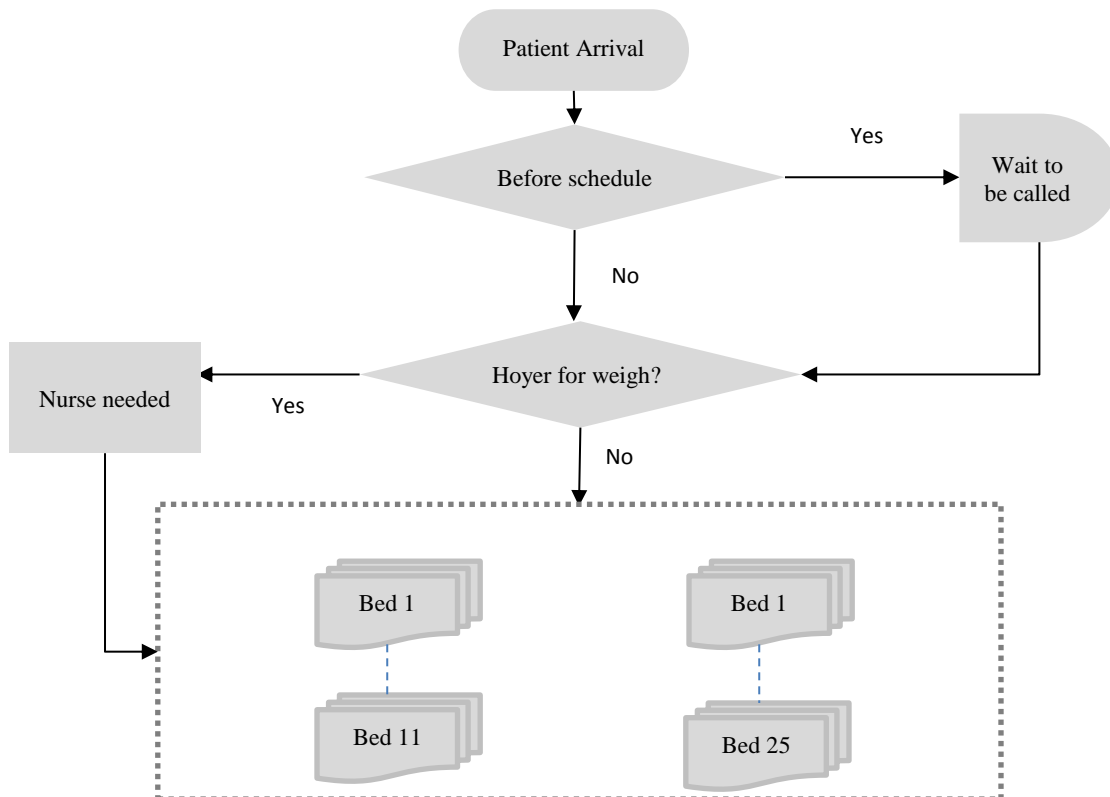 Patient Arrival
Before schedule
Yes
Wait to
be called
No
Hoyer for weigh?
Yes
Nurse needed
No
Bed 1
Bed 1
Bed 11
Bed 25